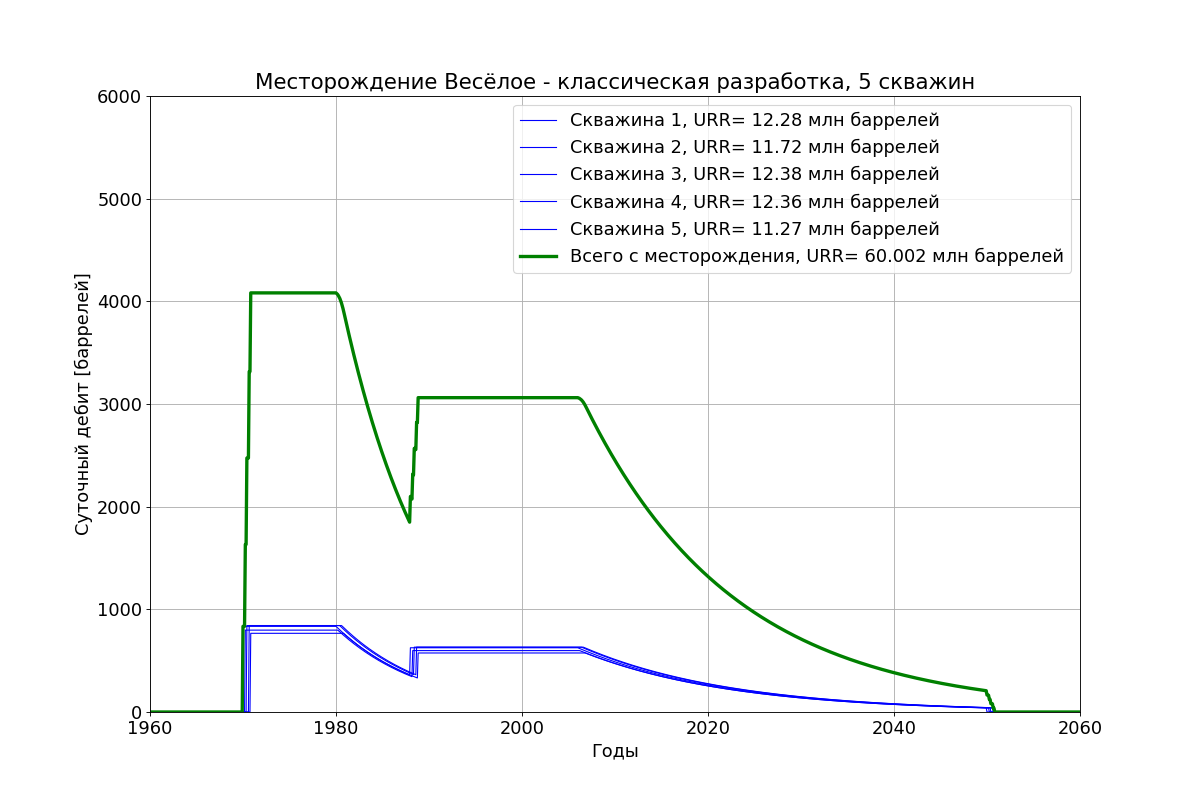 Месторождение Весёлое - классическая разработка, 5 скважин
6000
5000
4000
3000
2000
1000
0
Суточный дебит [баррелей]
Скважина 1, URR= 12.28 млн баррелей
Скважина 2, URR= 11.72 млн баррелей
Скважина 3, URR= 12.38 млн баррелей
Скважина 4, URR= 12.36 млн баррелей
Скважина 5, URR= 11.27 млн баррелей
Всего с месторождения, URR= 60.002 млн баррелей
1960 1980 2000 2020 2040 2060
Годы